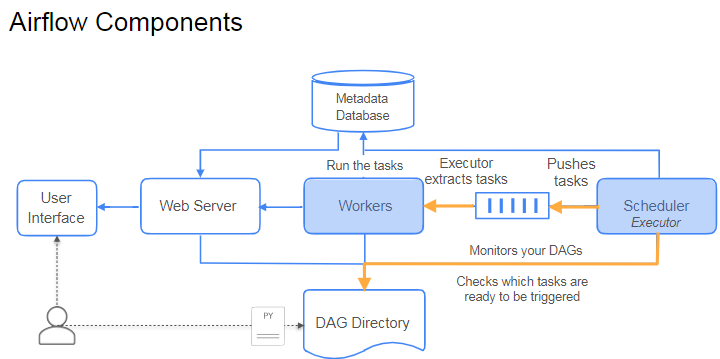 Airflow Components
Metadata
Database
Run the tasks
Executor
extracts tasks
Pushes
tasks
User
Interface
Web Server
Workers
Scheduler
Executor
Monitors your DAGs
Checks which tasks are
ready to be triggered
PY
DAG Directory